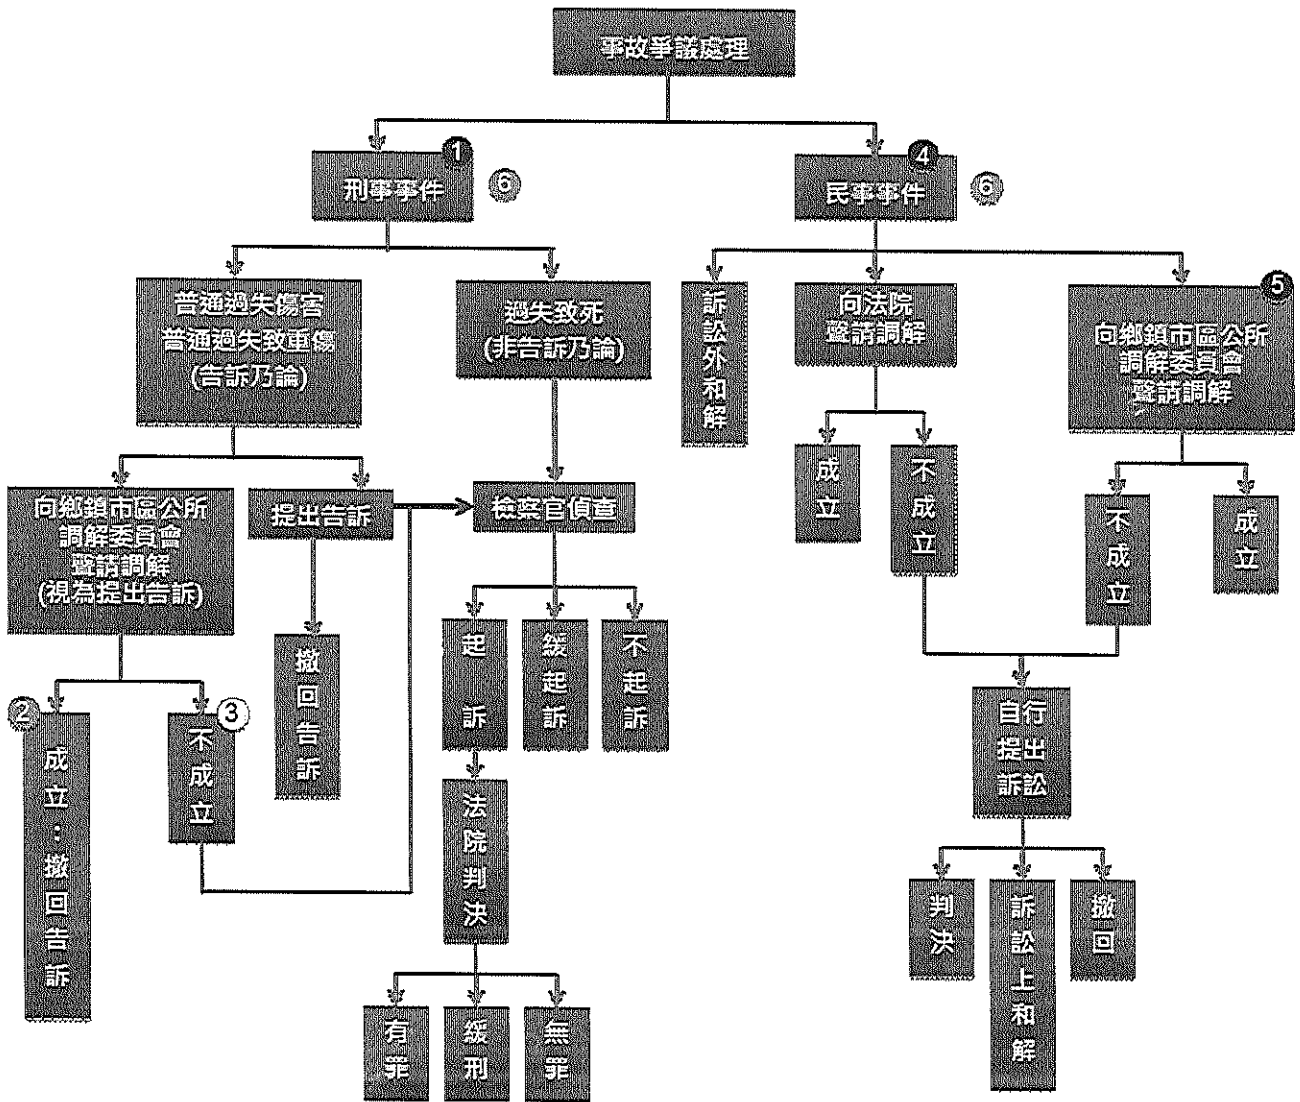 事故爭議處理
1
刑事事件
6
4
民事事件
6
普通過失傷害
普通過失致重傷
(告訴乃論)
過失致死
(非告訴乃論)
訴訟外和解
向法院
聲請調解
5
向鄉鎮市區公所
調解委員會
聲請調解
向鄉鎮市區公所
調解委員會
聲請調解
(視為提出告訴)
提出告訴
檢察官偵查
成立
不成立
不成立
成立
撤回告訴
起訴
緩起訴
不起訴
2
成立：撤回告訴
3
不成立
自行
提出
訴訟
法院判決
判決
訴訟上和解
撤回
有罪
緩刑
無罪